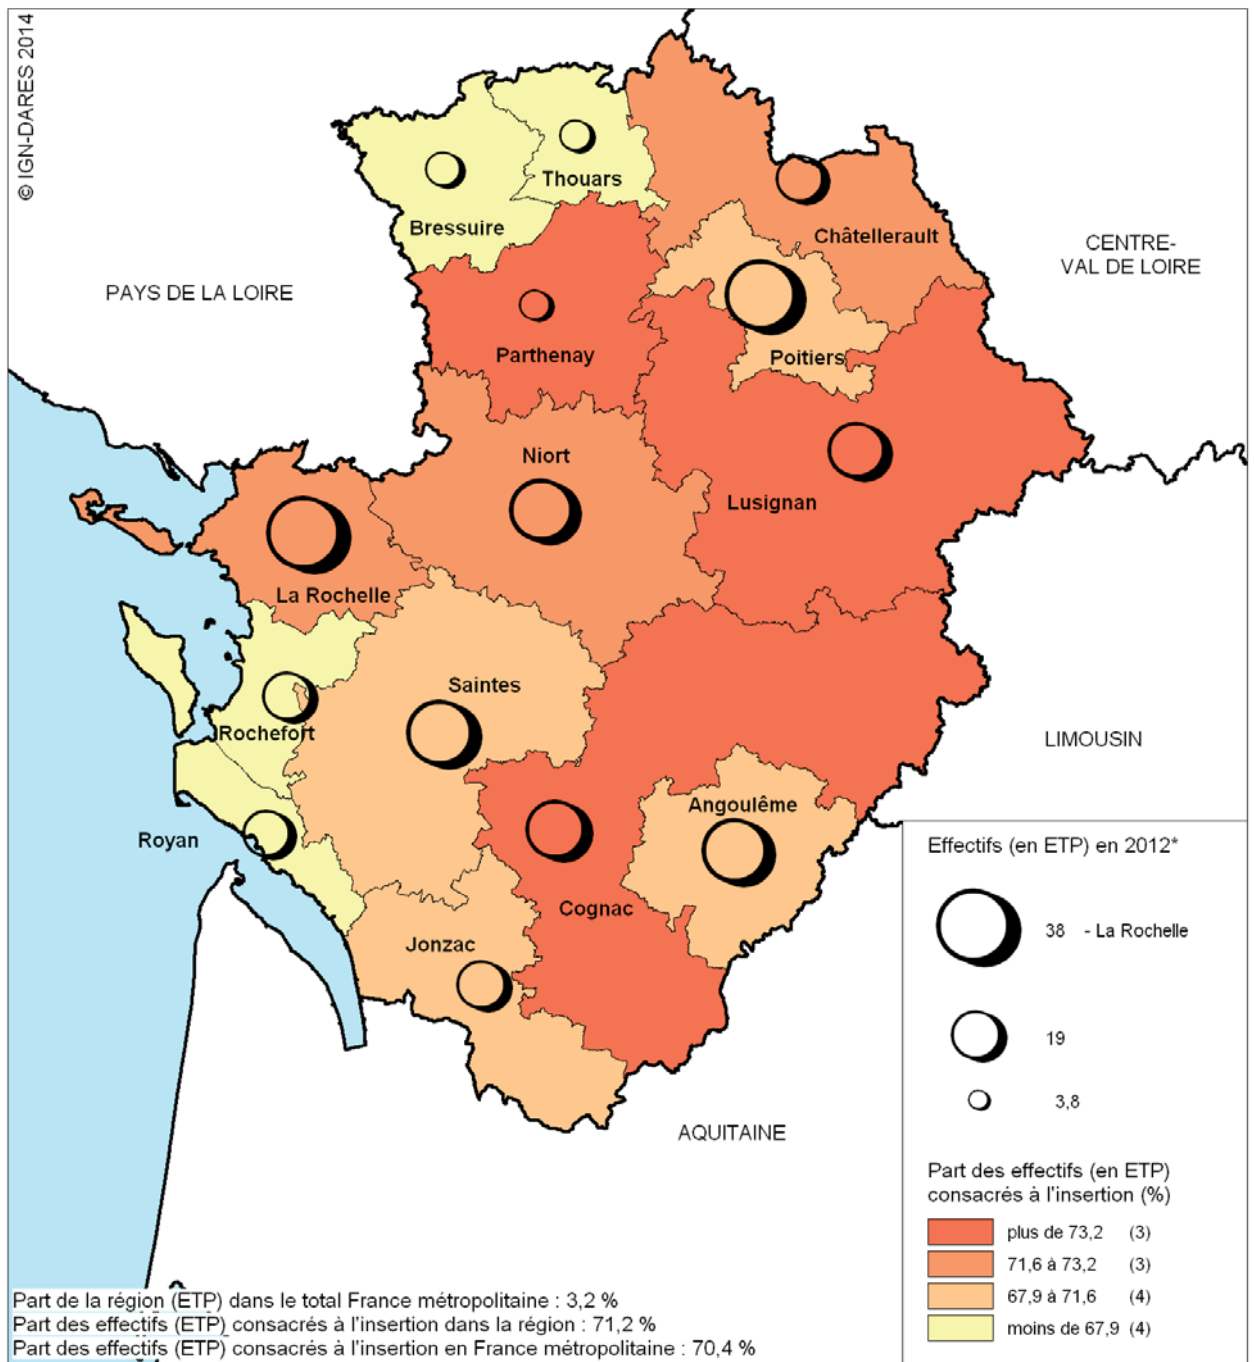 © IGN-DARES 2014
Thouars
Bressuire
Châtellerault
CENTRE-
VAL DE LOIRE
PAYS DE LA LOIRE
Parthenay
Poitiers
Niort
Lusignan
La Rochelle
Saintes
Rochefort
LIMOUSIN
Angoulême
Royan
Cognac
Jonzac
AQUITAINE
Effectifs (en ETP) en 2012*
38 - La Rochelle
19
3,8
Part des effectifs (en ETP)
consacrés à l'insertion (%)
plus de 73,2 (3)
71,6 à 73,2 (3)
67,9 à 71,6 (4)
moins de 67,9 (4)
Part de la région (ETP) dans le total France métropolitaine : 3,2 %
Part des effectifs (ETP) consacrés à l'insertion dans la région : 71,2 %
Part des effectifs (ETP) consacrés à l'insertion en France métropolitaine : 70,4 %